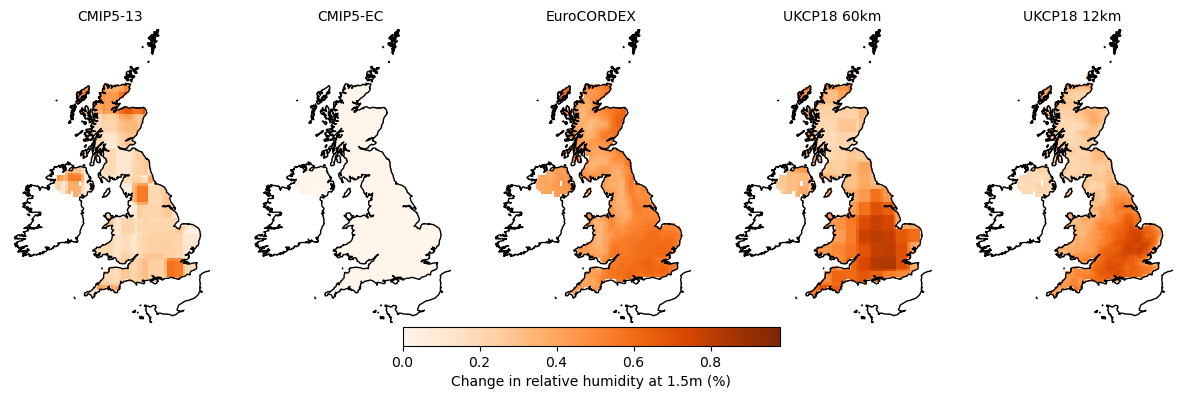 CMIP5-13
CMIP5-EC
EuroCORDEX
UKCP18 60km
UKCP18 12km
0.0
0.2
0.4
0.6
0.8
Change in relative humidity at 1.5m (%)